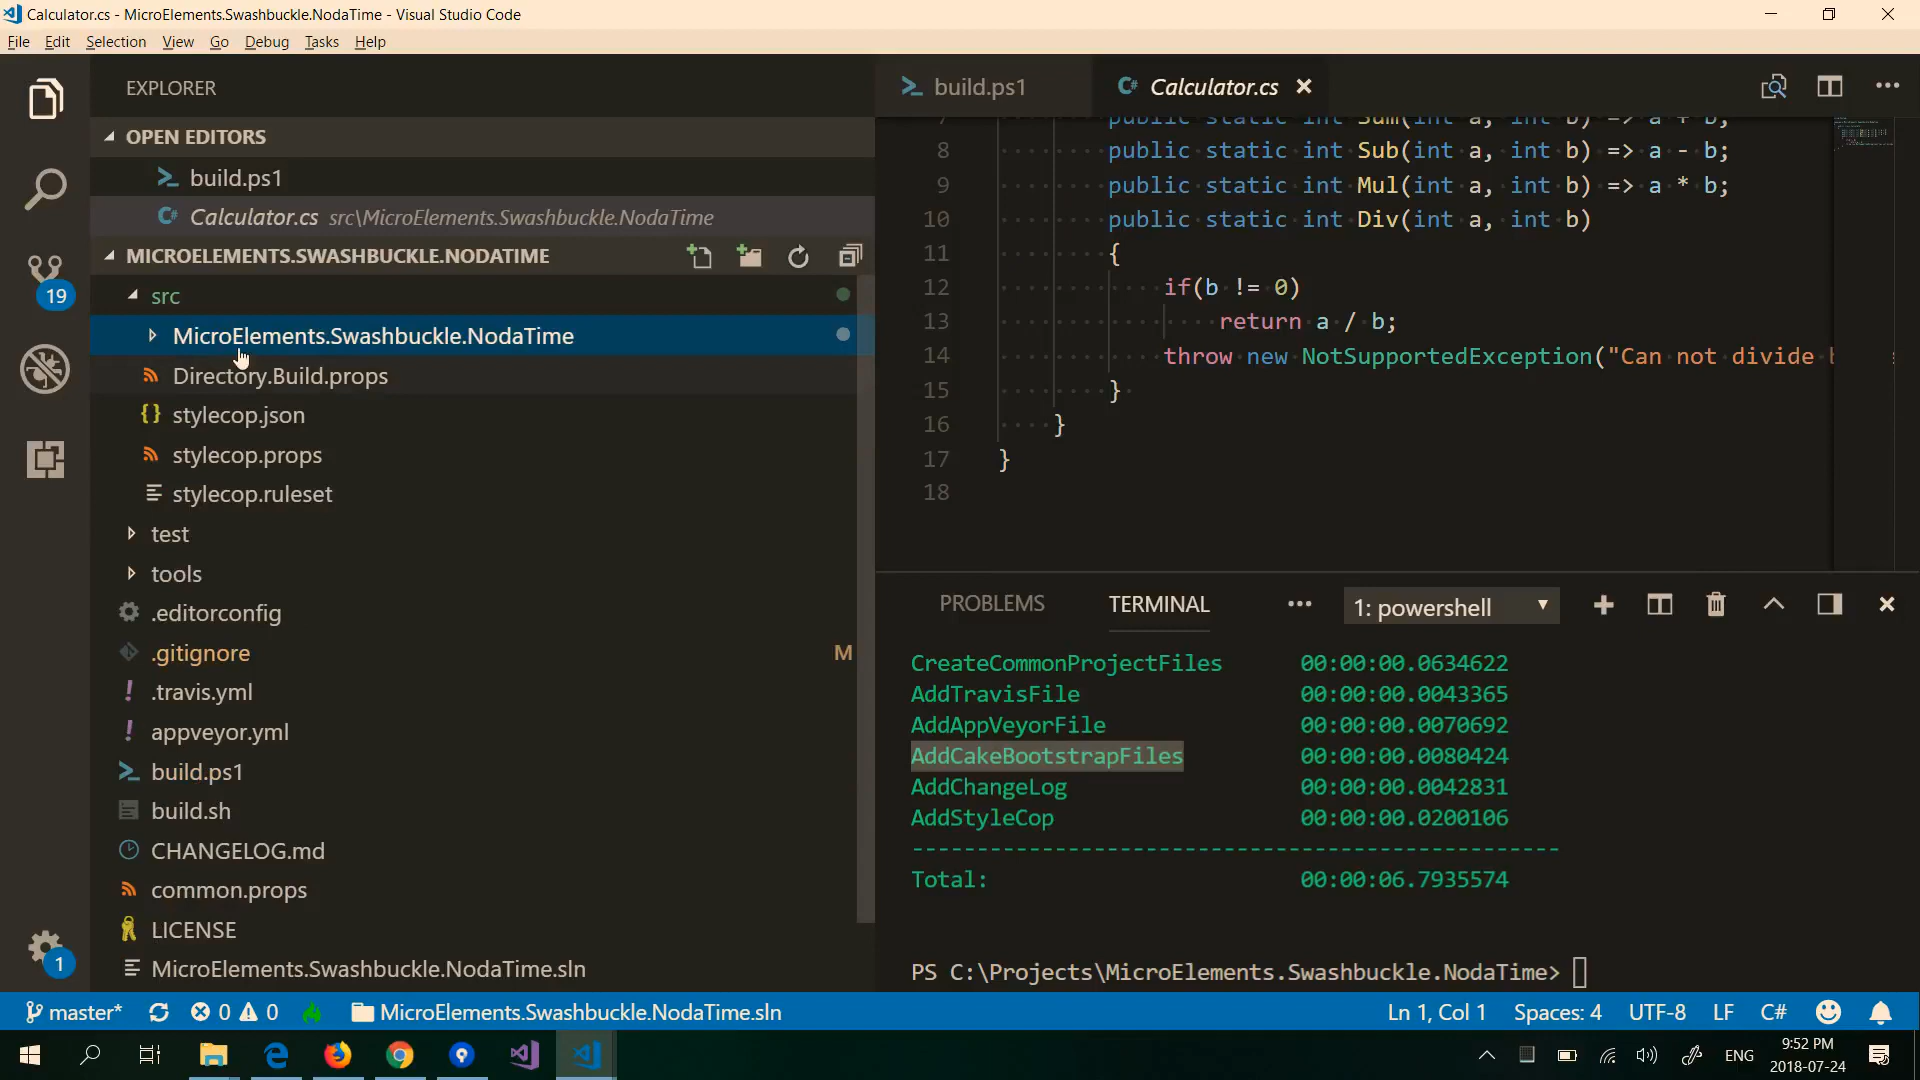 Calculator.cs - MicroElements.Swashbuckle.NodaTime - Visual Studio Code
File Edit Selection View Go Debug Tasks Help
EXPLORER
OPEN EDITORS
build.ps1
Calculator.cs src\MicroElements.Swashbuckle.NodaTime
MICROELEMENTS.SWASHBUCKLE.NODATIME
src
MicroElements.Swashbuckle.NodaTime
Directory.Build.props
stylecop.json
stylecop.props
stylecop.ruleset
test
tools
.editorconfig
.gitignore M
.travis.yml
appveyor.yml
build.ps1
build.sh
CHANGELOG.md
common.props
LICENSE
MicroElements.Swashbuckle.NodaTime.sln
19
1
build.ps1 Calculator.cs
7 public static int Sum(int a, int b) => a + b;
8 public static int Sub(int a, int b) => a - b;
9 public static int Mul(int a, int b) => a * b;
10 public static int Div(int a, int b)
11 {
12 if(b != 0)
13 return a / b;
14 throw new NotSupportedException("Can not divide
15 }
16 }
17 }
18
PROBLEMS TERMINAL 1: powershell
CreateCommonProjectFiles 00:00:00.0634622
AddTravisFile 00:00:00.0043365
AddAppVeyorFile 00:00:00.0070692
AddCakeBootstrapFiles 00:00:00.0080424
AddChangeLog 00:00:00.0042831
AddStyleCop 00:00:00.0200106
--------------------------------------------------
Total: 00:00:06.7935574
PS C:\Projects\MicroElements.Swashbuckle.NodaTime>
master* 0 0 MicroElements.Swashbuckle.NodaTime.sln Ln 1, Col 1 Spaces: 4 UTF-8 LF C#
ENG 9:52 PM
2018-07-24